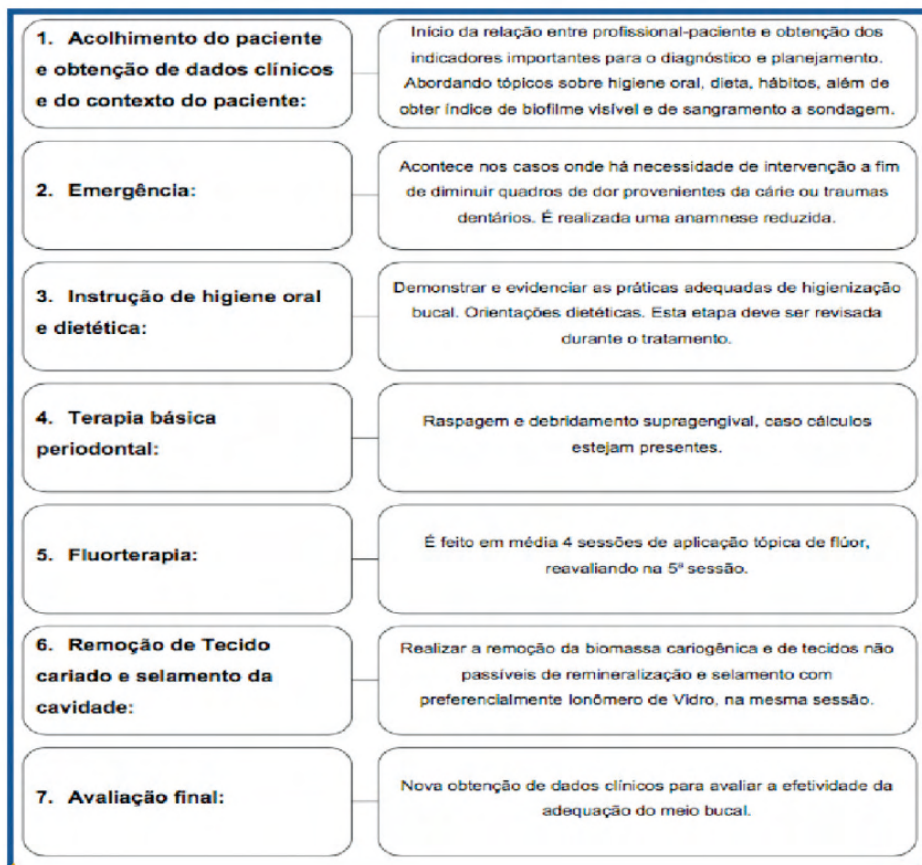 1. Acolhimento do paciente
e obtenção de dados clínicos
e do contexto do paciente:
Início da relação entre profissional-paciente e obtenção dos
indicadores importantes para o diagnóstico e planejamento.
Abordando tópicos sobre higiene oral, dieta, hábitos, além de
obter índice de biofilme visível e de sangramento a sondagem.
2. Emergência:
Acontece nos casos onde há necessidade de intervenção a fim
de diminuir quadros de dor provenientes da cárie ou traumas
dentários. É realizada uma anamnese reduzida.
3. Instrução de higiene oral
e dietética:
Demonstrar e evidenciar as práticas adequadas de higienização
bucal. Orientações dietéticas. Esta etapa deve ser revisada
durante o tratamento.
4. Terapia básica
periodontal:
Raspagem e debridamento supragengival, caso cálculos
estejam presentes.
5. Fluorterapia:
É feito em média 4 sessões de aplicação tópica de flúor,
reavaliando na 5ª sessão.
6. Remoção de Tecido
cariado e selamento da
cavidade:
Realizar a remoção da biomassa cariogênica e de tecidos não
passíveis de remineralização e selamento com
preferencialmente Ionômero de Vidro, na mesma sessão.
7. Avaliação final:
Nova obtenção de dados clínicos para avaliar a efetividade da
adequação do meio bucal.